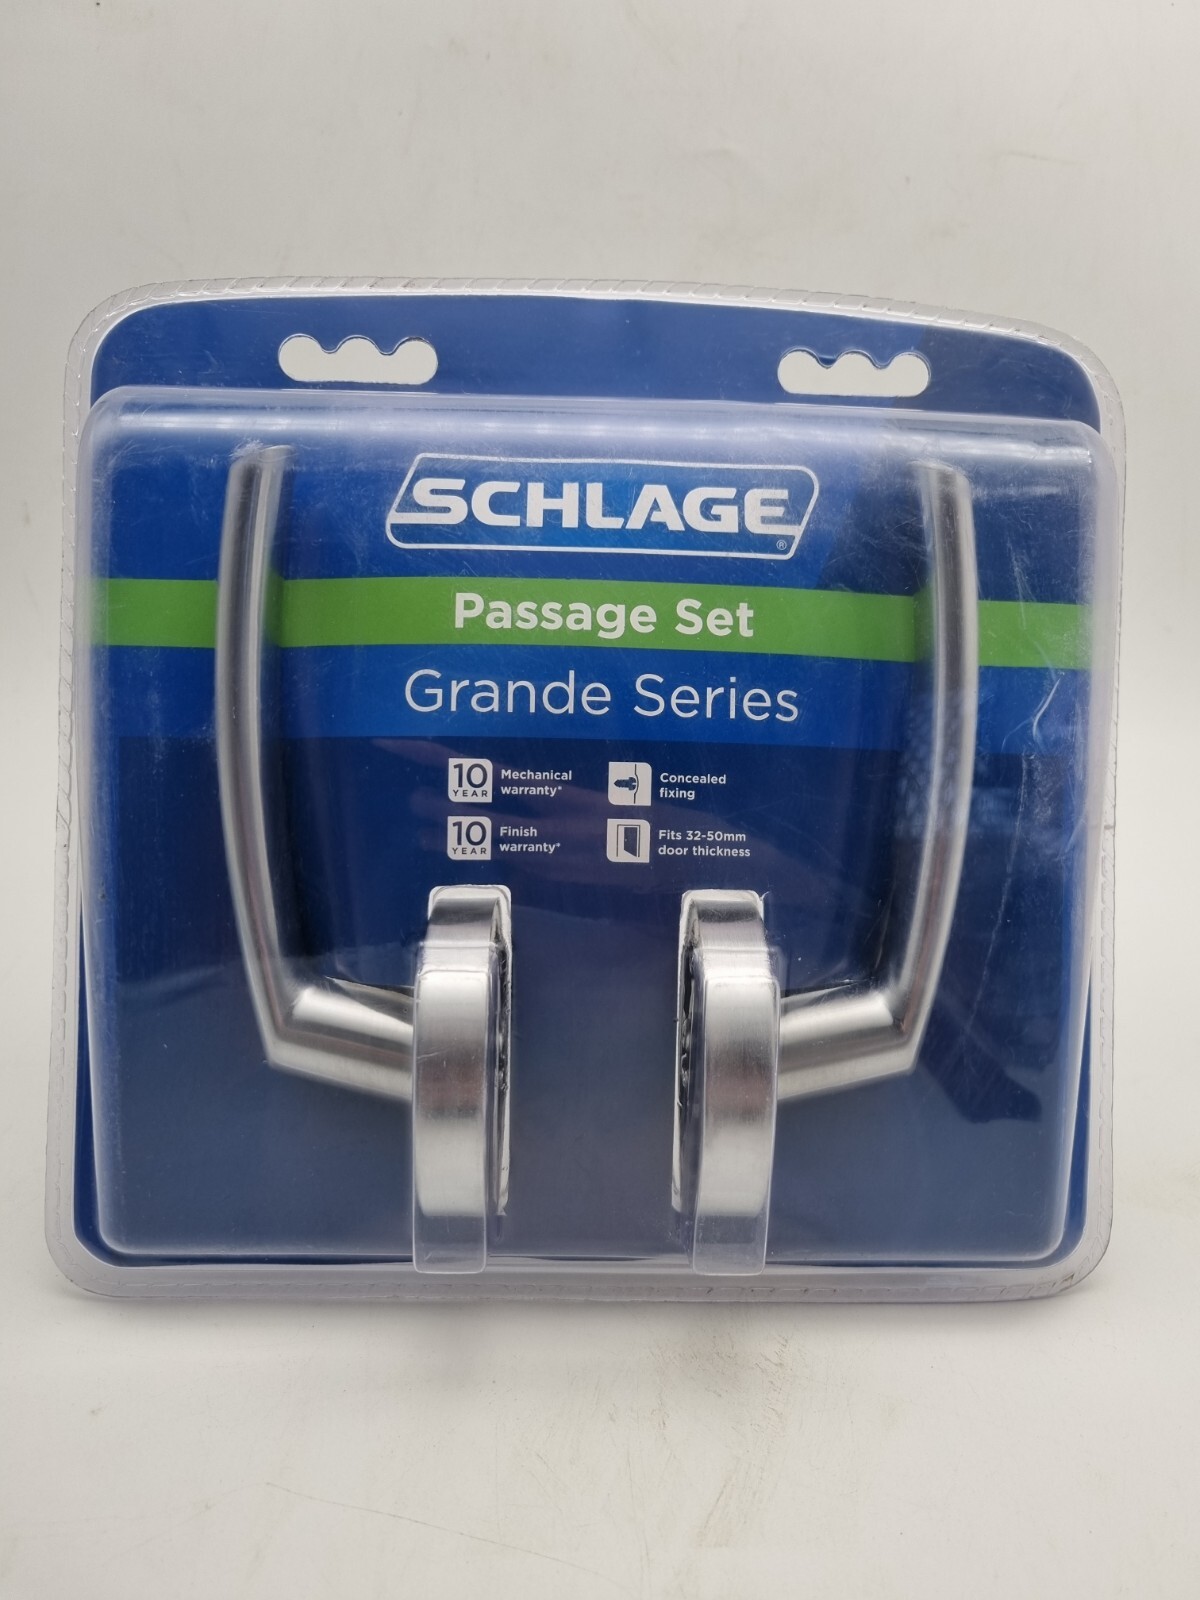 SCHLAGE®
Passage Set
Grande Series
10 YEAR
Mechanical
warranty*
Concealed
fixing
10 YEAR
Finish
warranty*
Fits 32-50mm
door thickness